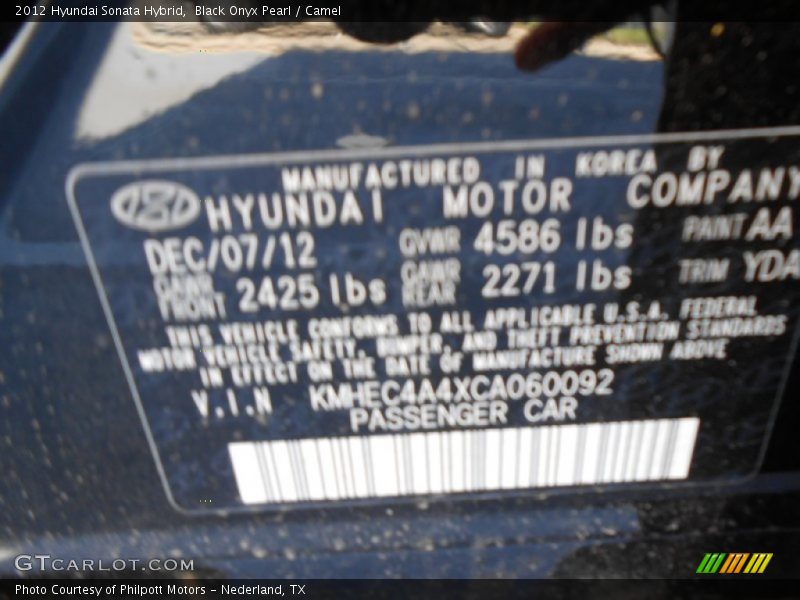 2012 Hyundai Sonata Hybrid, Black Onyx Pearl / Camel
MANUFACTURED IN KOREA BY
HYUNDAI MOTOR COMPANY
DEC/07/12 GVWR 4586 lbs PAINT AA
GAWR FRONT 2425 lbs GAWR REAR 2271 lbs TRIM YDA
THIS VEHICLE CONFORMS TO ALL APPLICABLE U.S.A. FEDERAL
MOTOR VEHICLE SAFETY, BUMPER, AND THEFT PREVENTION STANDARDS
IN EFFECT ON THE DATE OF MANUFACTURE SHOWN ABOVE
V.I.N KMHEC4A4XCA060092
PASSENGER CAR
GTCARLOT.COM
Photo Courtesy of Philpott Motors - Nederland, TX